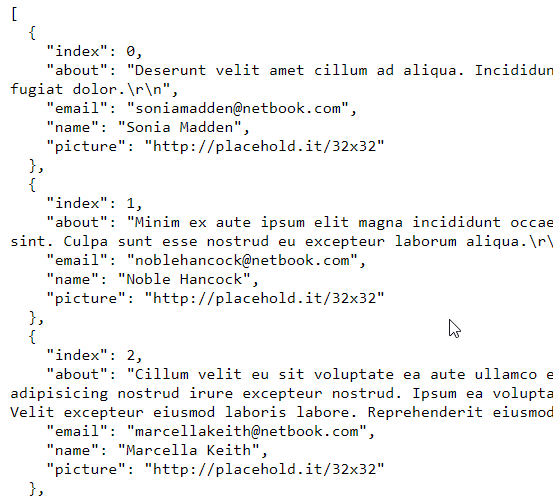 [
  {
    "index": 0,
    "about": "Deserunt velit amet cillum ad aliqua. Incididun
fugiat dolor.\r\n",
    "email": "soniamadden@netbook.com",
    "name": "Sonia Madden",
    "picture": "http://placehold.it/32x32"
  },
  {
    "index": 1,
    "about": "Minim ex aute ipsum elit magna incididunt occae
sint. Culpa sunt esse nostrud eu excepteur laborum aliqua.\r\
    "email": "noblehancock@netbook.com",
    "name": "Noble Hancock",
    "picture": "http://placehold.it/32x32"
  },
  {
    "index": 2,
    "about": "Cillum velit eu sit voluptate ea aute ullamco e
adipisicing nostrud irure excepteur nostrud. Ipsum ea volupta
Velit excepteur eiusmod laboris labore. Reprehenderit eiusmod
    "email": "marcellakeith@netbook.com",
    "name": "Marcella Keith",
    "picture": "http://placehold.it/32x32"
  },